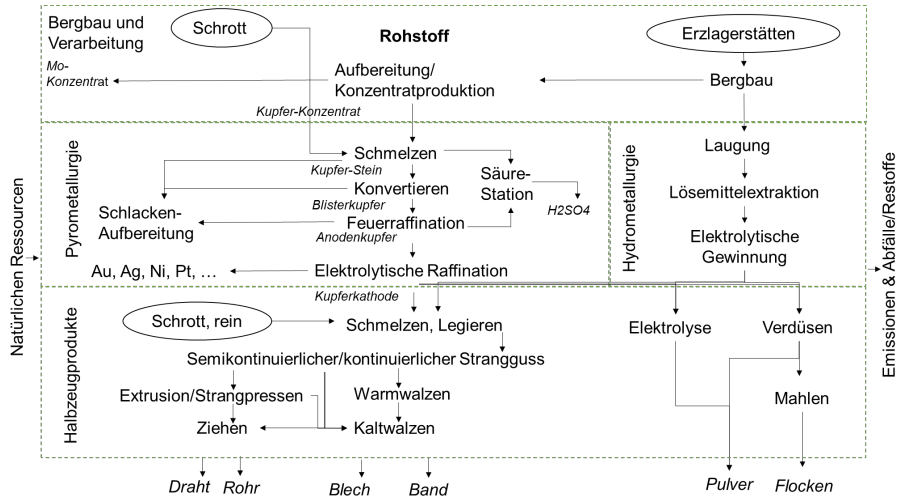 Bergbau und
Verarbeitung
Schrott
Rohstoff
Erzlagerstätten
Mo-
Konzentrat
Aufbereitung/
Konzentratproduktion
Bergbau
Kupfer-Konzentrat
Pyrometallurgie
Schmelzen
Kupfer-Stein
Konvertieren
Blisterkupfer
Säure-
Station
H2SO4
Schlacken-
Aufbereitung
Feuerraffination
Anodenkupfer
Au, Ag, Ni, Pt, …
Elektrolytische Raffination
Hydrometallurgie
Laugung
Lösemittelextraktion
Elektrolytische
Gewinnung
Natürlichen Ressourcen
Emissionen & Abfälle/Restoffe
Halbzeugprodukte
Kupferkathode
Schrott, rein
Schmelzen, Legieren
Elektrolyse
Verdüsen
Semikontinuierlicher/kontinuierlicher Strangguss
Extrusion/Strangpressen
Warmwalzen
Mahlen
Ziehen
Kaltwalzen
Draht
Rohr
Blech
Band
Pulver
Flocken